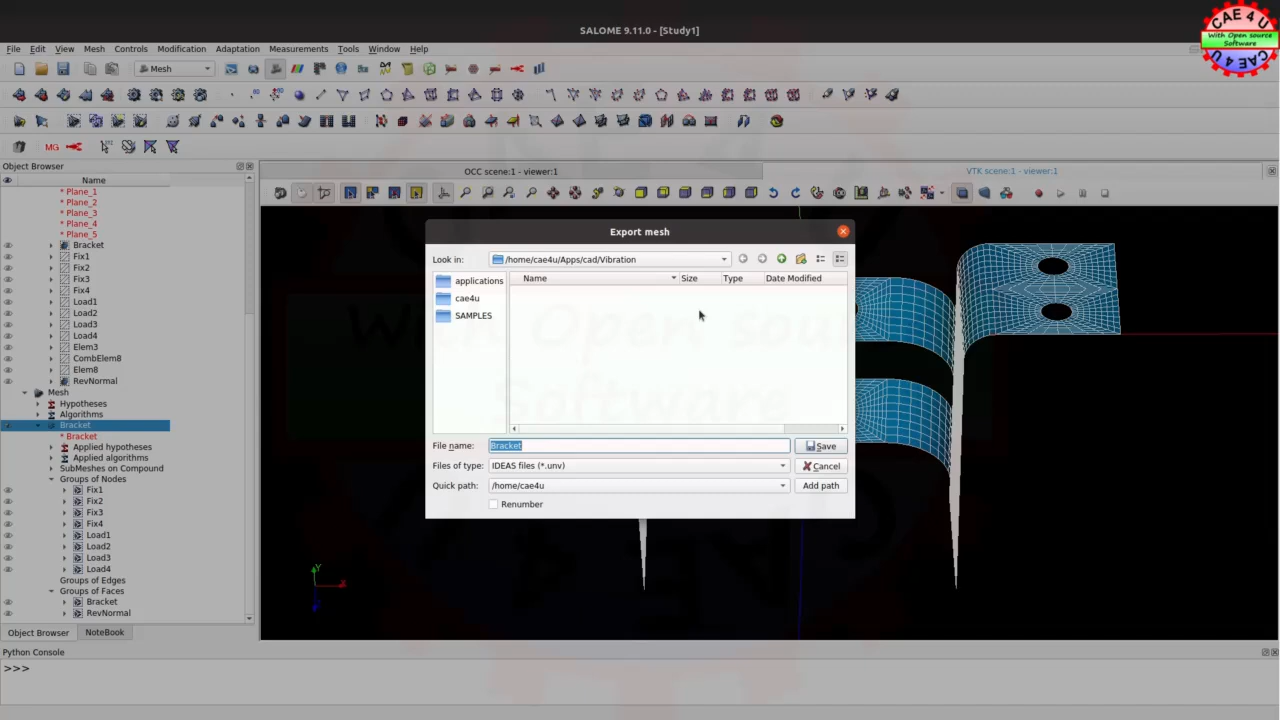 SALOME 9.11.0 - [Study1]
CAE 4 U
With Open source
Software
CAE 4 U
File Edit View Mesh Controls Modification Adaptation Measurements Tools Window Help
Mesh
MG
Object Browser
Name
* Plane_1
* Plane_2
* Plane_3
* Plane_4
* Plane_5
Bracket
Fix1
Fix2
Fix3
Fix4
Load1
Load2
Load3
Load4
Elem3
CombElem8
Elem8
RevNormal
Mesh
Hypotheses
Algorithms
Bracket
* Bracket
Applied hypotheses
Applied algorithms
SubMeshes on Compound
Groups of Nodes
Fix1
Fix2
Fix3
Fix4
Load1
Load2
Load3
Load4
Groups of Edges
Groups of Faces
Bracket
RevNormal
Object Browser NoteBook
OCC scene:1 - viewer:1 VTK scene:1 - viewer:1
Export mesh
Look in: /home/cae4u/Apps/cad/Vibration
applications
cae4u
SAMPLES
Name Size Type Date Modified
With Open sou
Software
File name: Bracket Save
Files of type: IDEAS files (*.unv) Cancel
Quick path: /home/cae4u Add path
Renumber
Y
X
Python Console
>>>